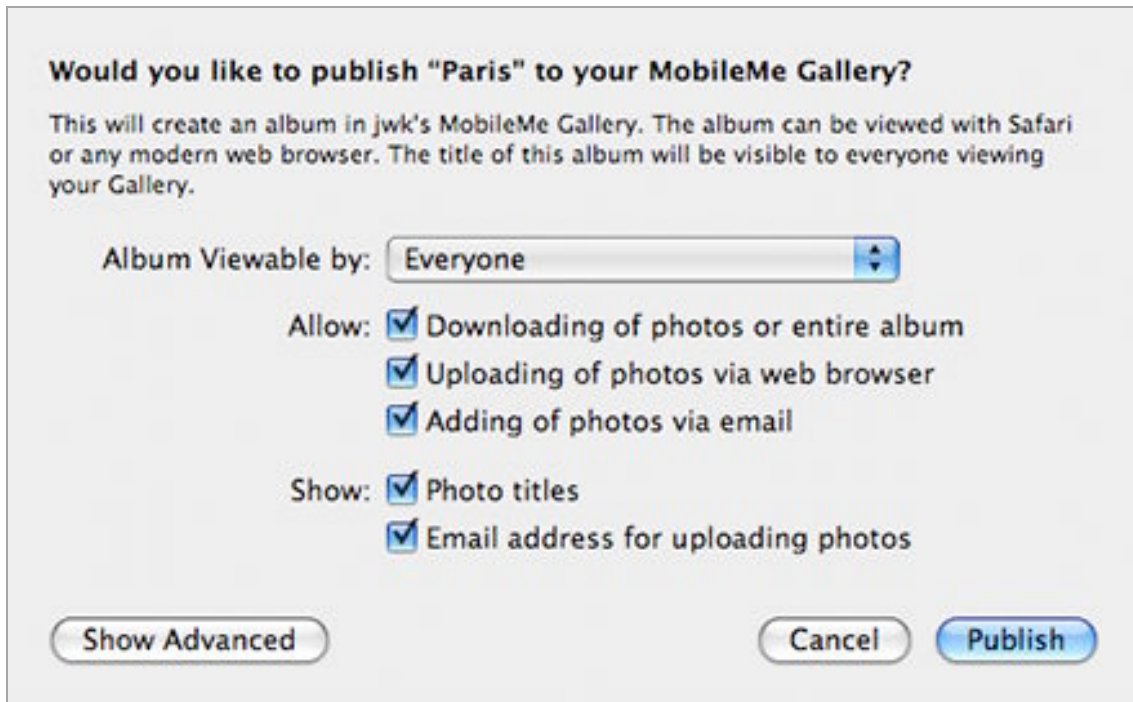 Would you like to publish “Paris” to your MobileMe Gallery?
This will create an album in jwk's MobileMe Gallery. The album can be viewed with Safari
or any modern web browser. The title of this album will be visible to everyone viewing
your Gallery.
Album Viewable by: Everyone
Allow: Downloading of photos or entire album
Uploading of photos via web browser
Adding of photos via email
Show: Photo titles
Email address for uploading photos
Show Advanced Cancel Publish